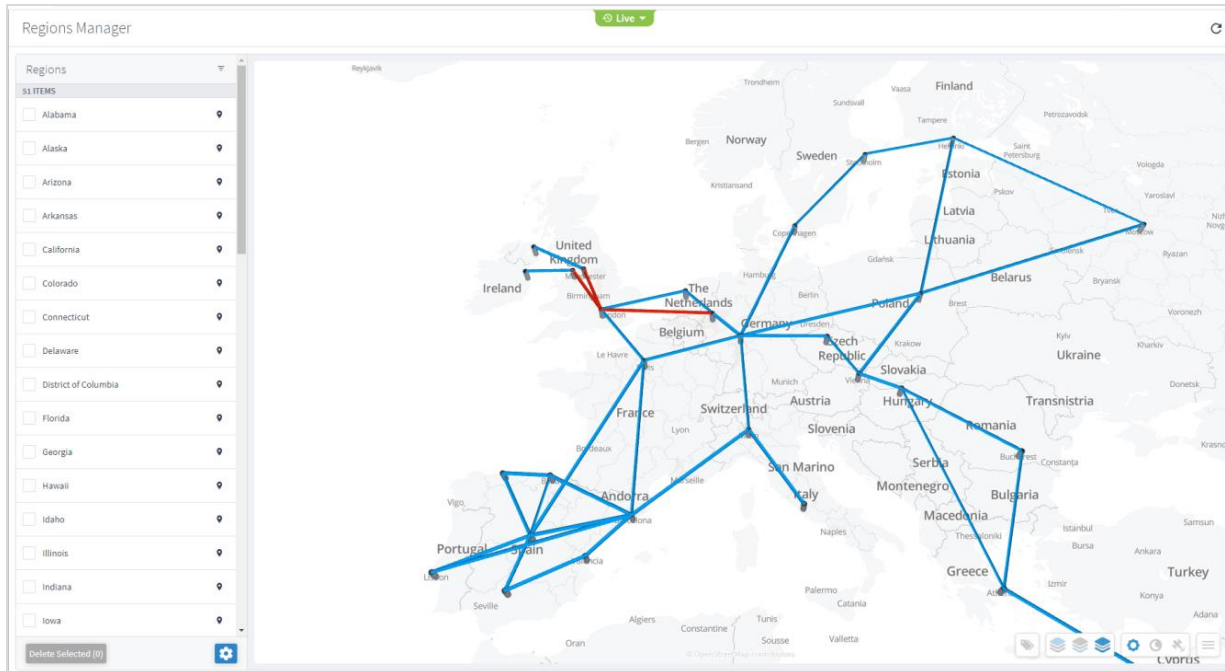 Live
Regions Manager
Regions
51 ITEMS
Alabama
Alaska
Arizona
Arkansas
California
Colorado
Connecticut
Delaware
District of Columbia
Florida
Georgia
Hawaii
Idaho
Illinois
Indiana
Iowa
Delete Selected (0)
Reykjavik
Trondheim
Vaasa
Finland
Sundsvall
Petrozavodsk
Tampere
Bergen
Norway
Sweden
Saint
Petersburg
Vologda
Kristiansand
Estonia
Pskov
Yaroslavl
Latvia
Copenhagen
Moscow
United
Kingdom
Lithuania
Ryazan
Gdańsk
Ireland
Birmingham
The
Netherlands
Hamburg
Berlin
Poland
Brest
Belarus
Bryansk
Voronezh
Belgium
Germany
Dresden
Le Havre
Czech
Republic
Krakow
Kyiv
Kharkiv
Ukraine
Slovakia
Munich
Donetsk
France
Switzerland
Austria
Hungary
Transnistria
Lyon
Slovenia
Romania
Bordeaux
San Marino
Serbia
Constanța
Marseille
Vigo
Andorra
Italy
Montenegro
Bulgaria
Macedonia
Naples
Istanbul
Samsun
Thessaloniki
Bursa
Portugal
Spain
Ankara
Greece
Izmir
Turkey
Seville
Palermo
Konya
Catania
Adana
Algiers
Constantine
Tunis
Oran
Sousse
Valletta
Cyprus